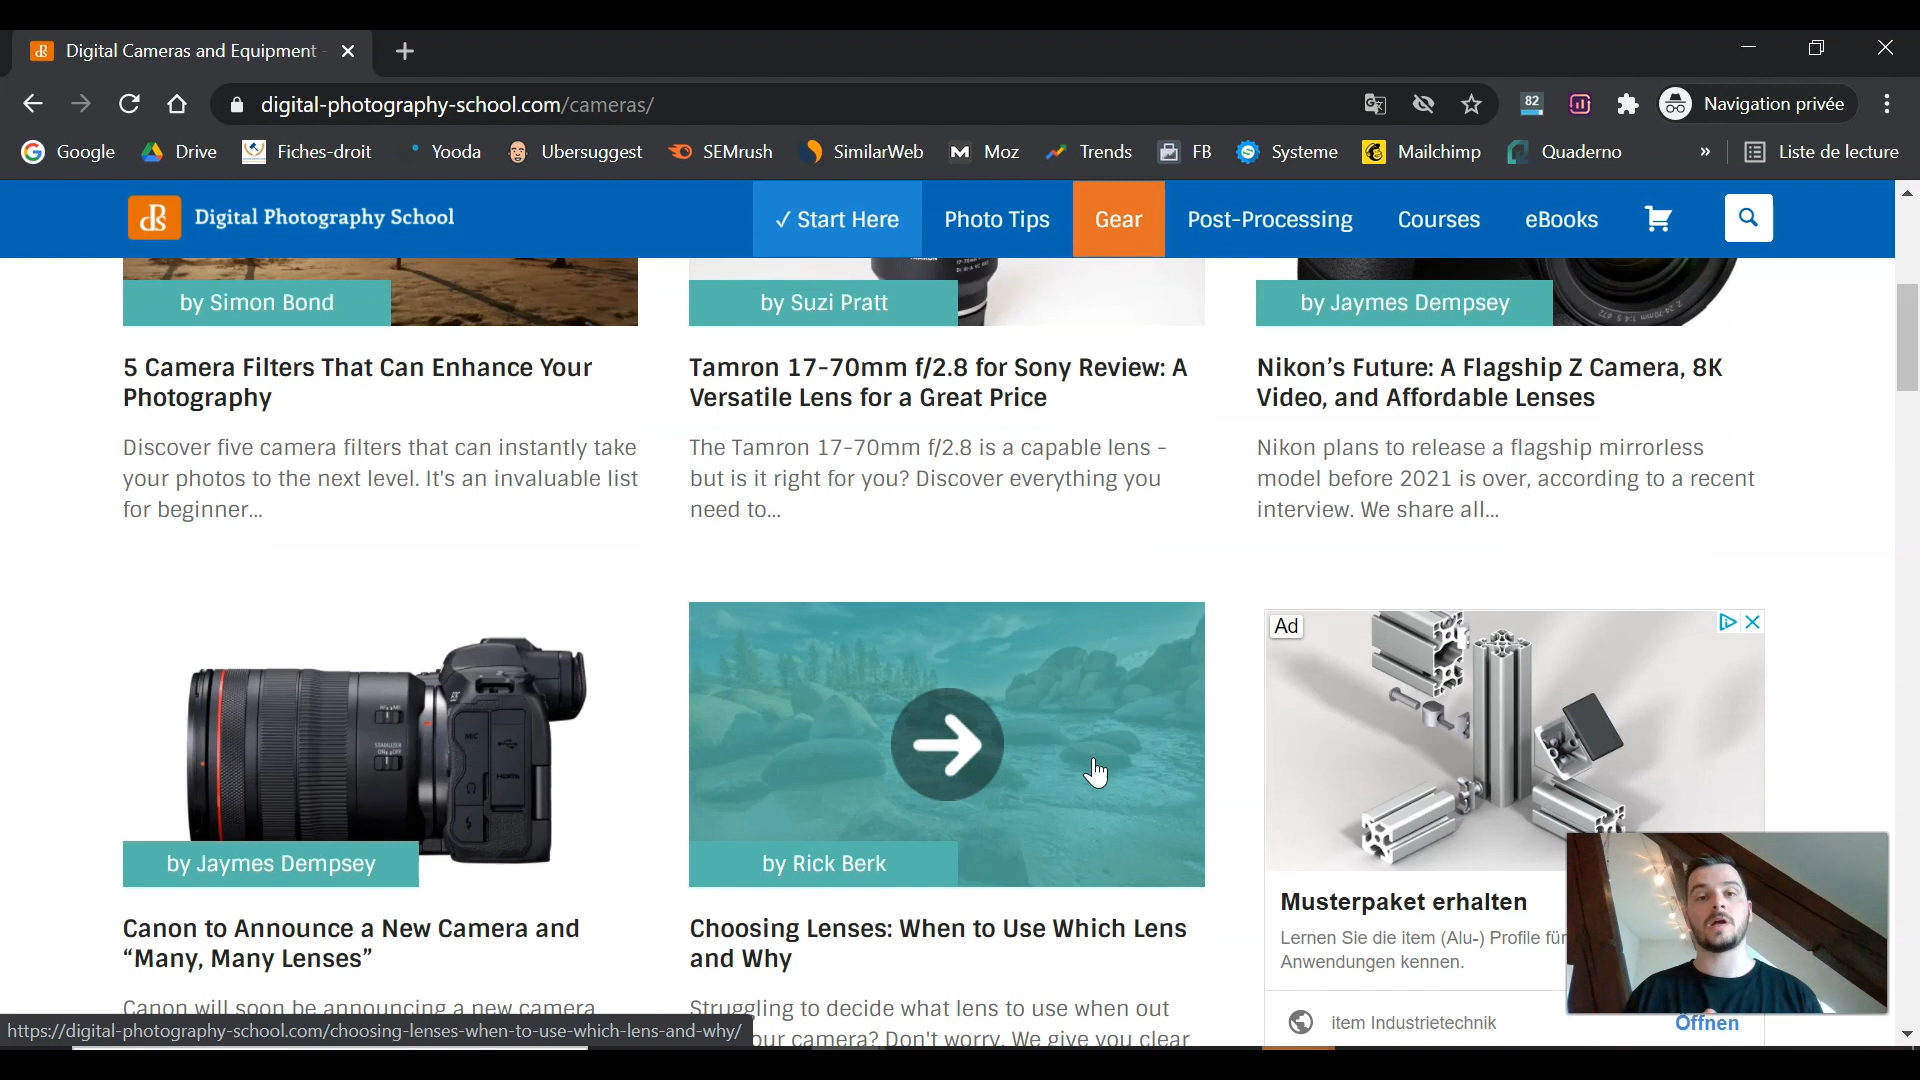 Digital Cameras and Equipment -
digital-photography-school.com/cameras/
82
Navigation privée
Google Drive Fiches-droit Yooda Ubersuggest SEMrush SimilarWeb Moz Trends FB Systeme Mailchimp Quaderno » Liste de lecture
dPS Digital Photography School
✓ Start Here Photo Tips Gear Post-Processing Courses eBooks
by Simon Bond
by Suzi Pratt
by Jaymes Dempsey
5 Camera Filters That Can Enhance Your
Photography
Discover five camera filters that can instantly take
your photos to the next level. It's an invaluable list
for beginner...
Tamron 17-70mm f/2.8 for Sony Review: A
Versatile Lens for a Great Price
The Tamron 17-70mm f/2.8 is a capable lens -
but is it right for you? Discover everything you
need to...
Nikon’s Future: A Flagship Z Camera, 8K
Video, and Affordable Lenses
Nikon plans to release a flagship mirrorless
model before 2021 is over, according to a recent
interview. We share all...
by Jaymes Dempsey
Canon to Announce a New Camera and
“Many, Many Lenses”
Canon will soon be announcing a new camera
by Rick Berk
Choosing Lenses: When to Use Which Lens
and Why
Struggling to decide what lens to use when out
our camera? Don't worry. We give you clear
Ad
Musterpaket erhalten
Lernen Sie die item (Alu-) Profile für
Anwendungen kennen.
item Industrietechnik
Öffnen
https://digital-photography-school.com/choosing-lenses-when-to-use-which-lens-and-why/